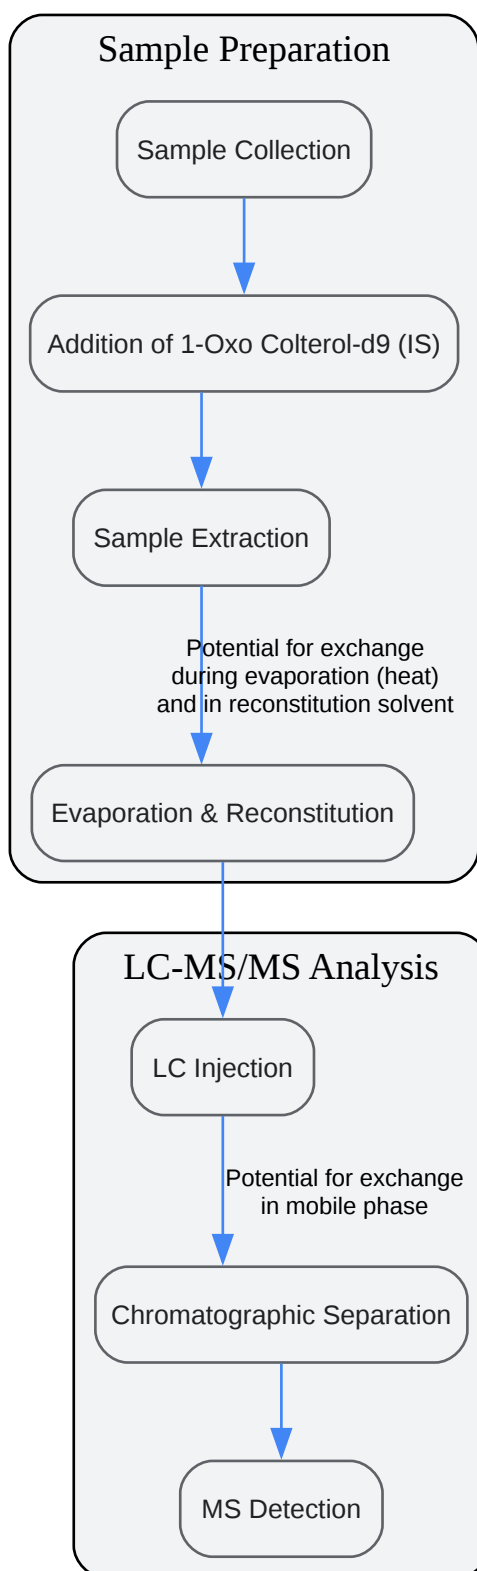 Sample Preparation
Sample Collection
Addition of 1-Oxo Colterol-d9 (IS)
Sample Extraction
Potential for exchange
during evaporation (heat)
and in reconstitution solvent
Evaporation & Reconstitution
LC-MS/MS Analysis
LC Injection
Potential for exchange
in mobile phase
Chromatographic Separation
MS Detection